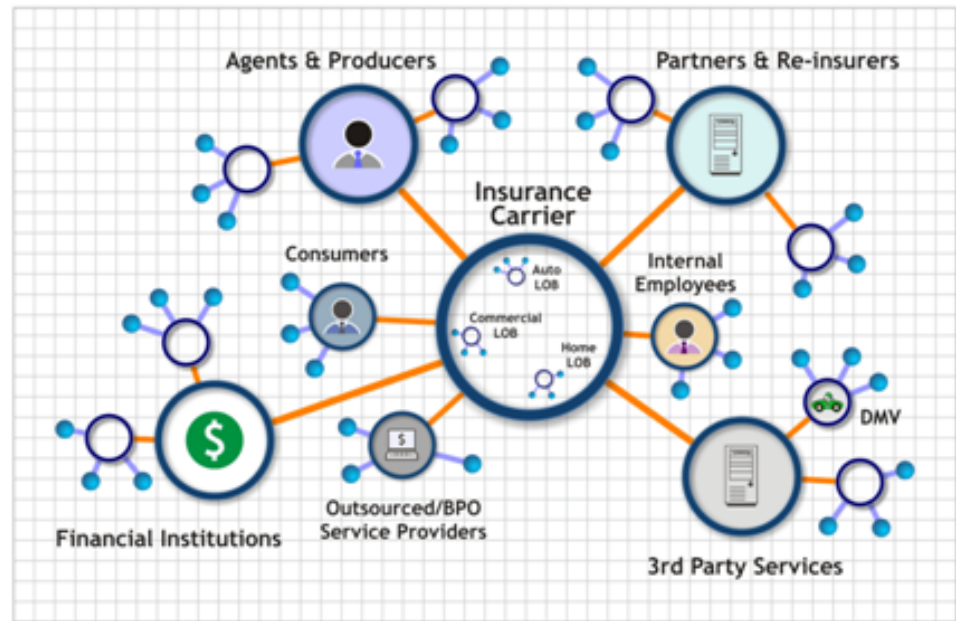 Agents & Producers
Partners & Re-insurers
Insurance
Carrier
Consumers
Internal
Employees
Auto
LOB
Commercial
LOB
Home
LOB
DMV
$
$
Outsourced/BPO
Service Providers
Financial Institutions
3rd Party Services